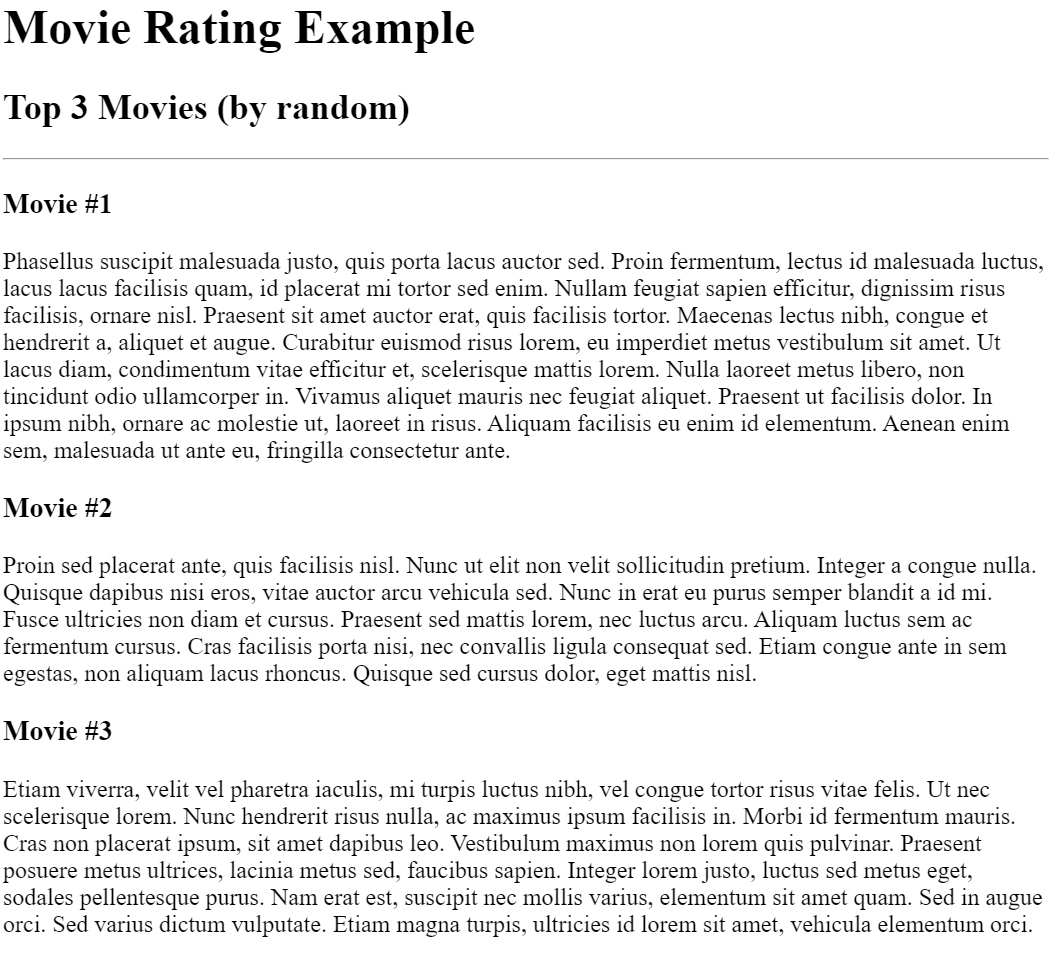 Movie Rating Example
Top 3 Movies (by random)
Movie #1
Phasellus suscipit malesuada justo, quis porta lacus auctor sed. Proin fermentum, lectus id malesuada luctus,
lacus lacus facilisis quam, id placerat mi tortor sed enim. Nullam feugiat sapien efficitur, dignissim risus
facilisis, ornare nisl. Praesent sit amet auctor erat, quis facilisis tortor. Maecenas lectus nibh, congue et
hendrerit a, aliquet et augue. Curabitur euismod risus lorem, eu imperdiet metus vestibulum sit amet. Ut
lacus diam, condimentum vitae efficitur et, scelerisque mattis lorem. Nulla laoreet metus libero, non
tincidunt odio ullamcorper in. Vivamus aliquet mauris nec feugiat aliquet. Praesent ut facilisis dolor. In
ipsum nibh, ornare ac molestie ut, laoreet in risus. Aliquam facilisis eu enim id elementum. Aenean enim
sem, malesuada ut ante eu, fringilla consectetur ante.
Movie #2
Proin sed placerat ante, quis facilisis nisl. Nunc ut elit non velit sollicitudin pretium. Integer a congue nulla.
Quisque dapibus nisi eros, vitae auctor arcu vehicula sed. Nunc in erat eu purus semper blandit a id mi.
Fusce ultricies non diam et cursus. Praesent sed mattis lorem, nec luctus arcu. Aliquam luctus sem ac
fermentum cursus. Cras facilisis porta nisi, nec convallis ligula consequat sed. Etiam congue ante in sem
egestas, non aliquam lacus rhoncus. Quisque sed cursus dolor, eget mattis nisl.
Movie #3
Etiam viverra, velit vel pharetra iaculis, mi turpis luctus nibh, vel congue tortor risus vitae felis. Ut nec
scelerisque lorem. Nunc hendrerit risus nulla, ac maximus ipsum facilisis in. Morbi id fermentum mauris.
Cras non placerat ipsum, sit amet dapibus leo. Vestibulum maximus non lorem quis pulvinar. Praesent
posuere metus ultrices, lacinia metus sed, faucibus sapien. Integer lorem justo, luctus sed metus eget,
sodales pellentesque purus. Nam erat est, suscipit nec mollis varius, elementum sit amet quam. Sed in augue
orci. Sed varius dictum vulputate. Etiam magna turpis, ultricies id lorem sit amet, vehicula elementum orci.